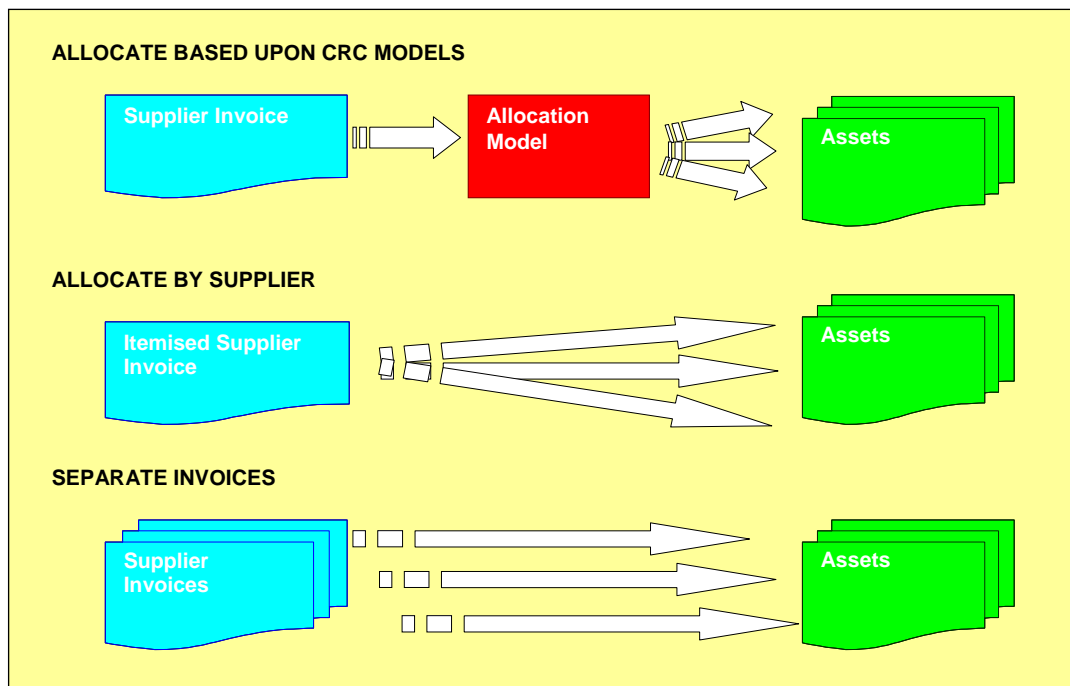 ALLOCATE BASED UPON CRC MODELS
Supplier Invoice
Allocation
Model
Assets
ALLOCATE BY SUPPLIER
Itemised Supplier
Invoice
Assets
SEPARATE INVOICES
Supplier
Invoices
Assets